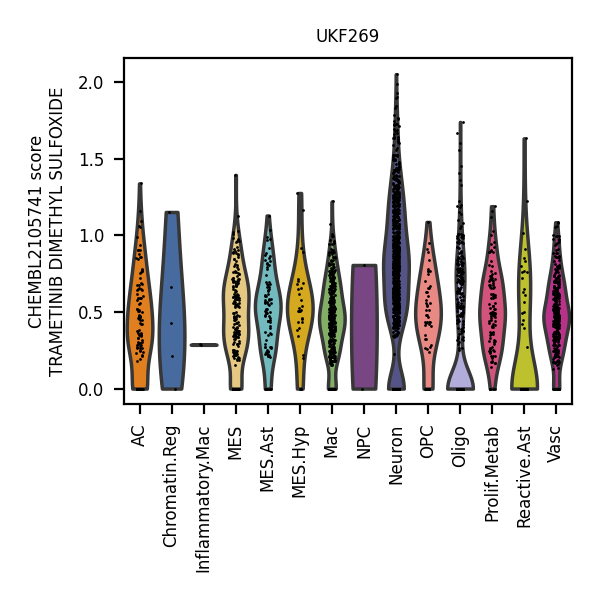 UKF269
CHEMBL2105741 score
TRAMETINIB DIMETHYL SULFOXIDE
2.0
1.5
1.0
0.5
0.0
AC
Chromatin.Reg
Inflammatory.Mac
MES
MES.Ast
MES.Hyp
Mac
NPC
Neuron
OPC
Oligo
Prolif.Metab
Reactive.Ast
Vasc